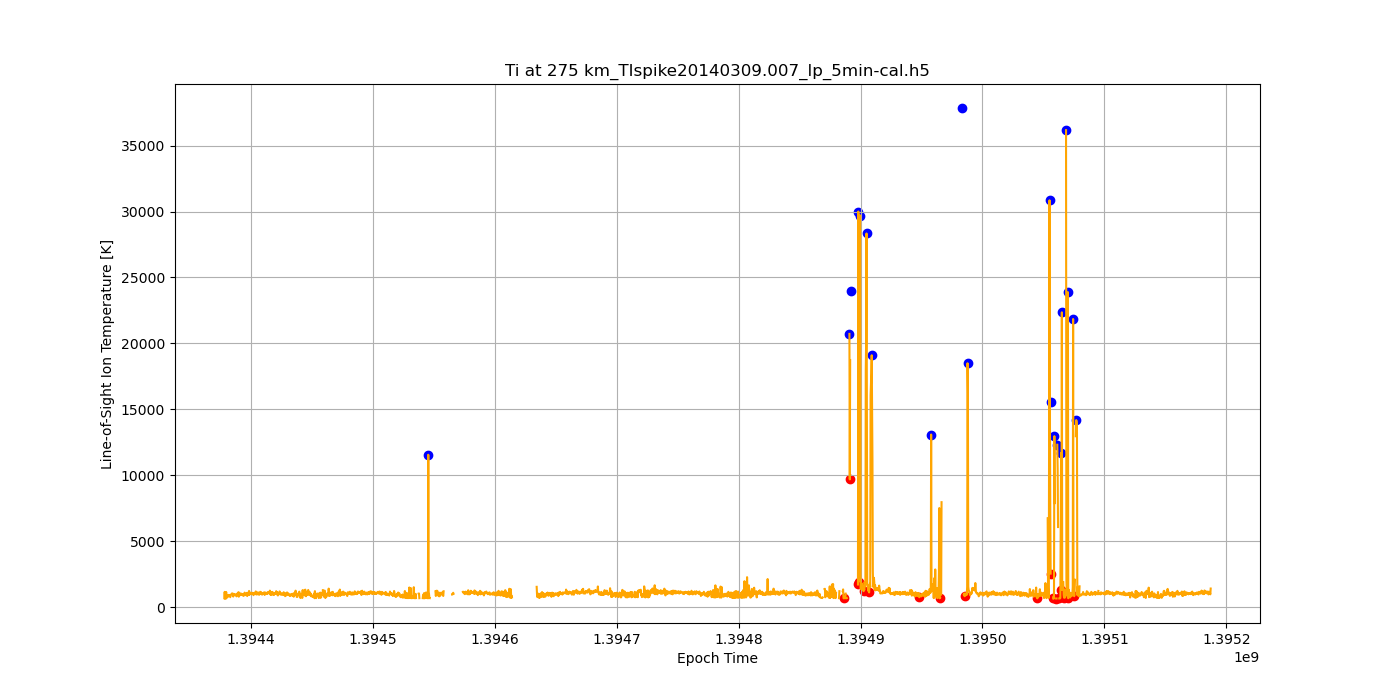 Ti at 275 km_TIspike20140309.007_lp_5min-cal.h5
Line-of-Sight Ion Temperature [K]
35000
30000
25000
20000
15000
10000
5000
0
1.3944 1.3945 1.3946 1.3947 1.3948 1.3949 1.3950 1.3951 1.3952
1e9
Epoch Time